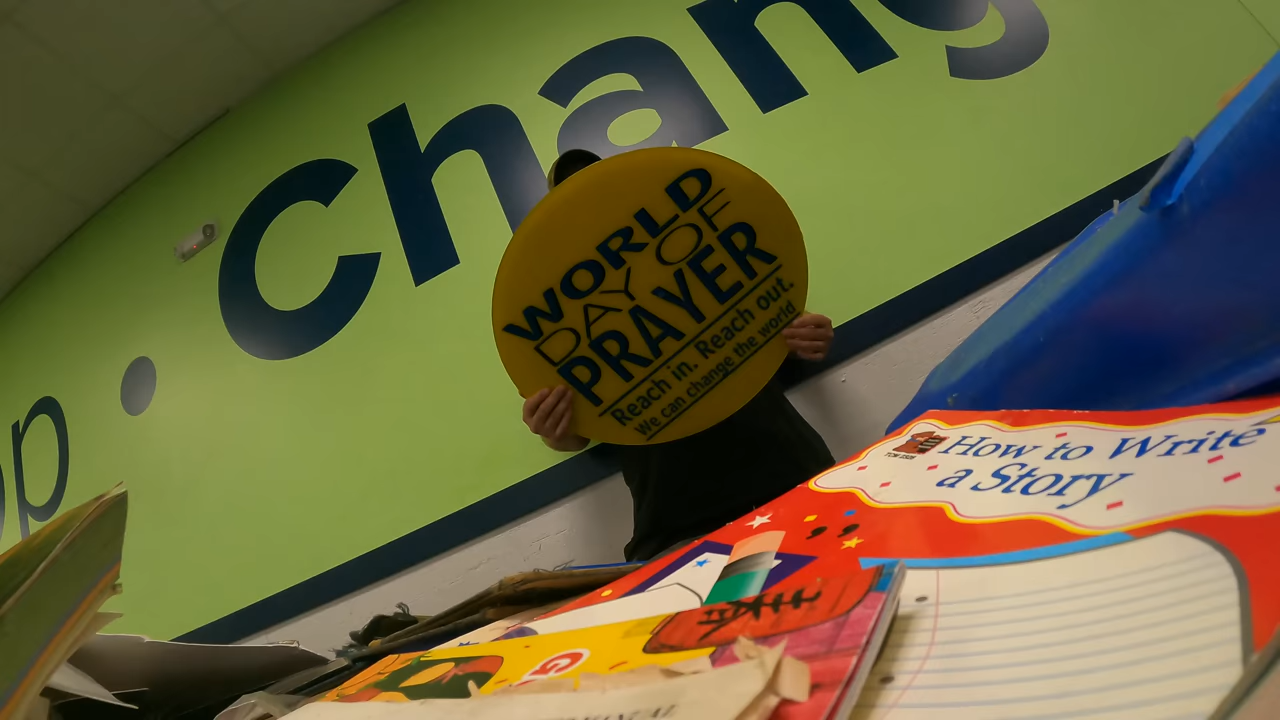 chang
op
WORLD
DAY OF
PRAYER
Reach in. Reach out.
We can change the world
How to Write
a Story